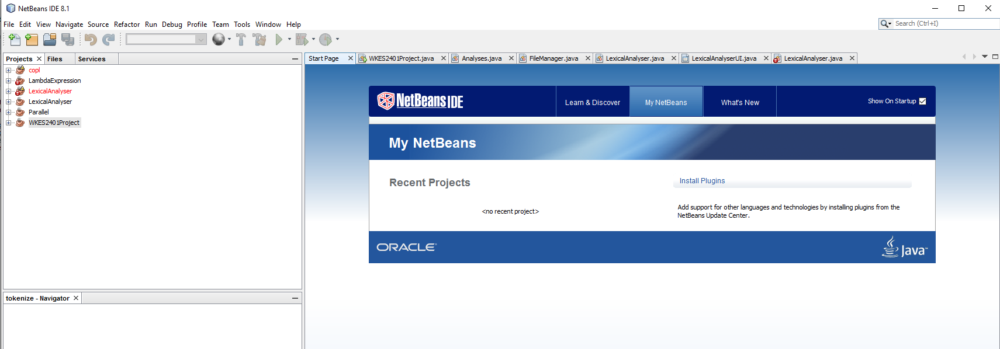 NetBeans IDE 8.1
File Edit View Navigate Source Refactor Run Debug Profile Team Tools Window Help
Search (Ctrl+I)
Projects Files Services
Start Page WKES2401Project.java Analyses.java FileManager.java LexicalAnalyser.java LexicalAnalyserUI.java LexicalAnalyser.java
copl
LambdaExpression
LexicalAnalyser
LexicalAnalyser
Parallel
WKES2401Project
NetBeans IDE
Learn & Discover My NetBeans What's New Show On Startup
My NetBeans
Recent Projects
<no recent project>
Install Plugins
Add support for other languages and technologies by installing plugins from the
NetBeans Update Center.
ORACLE
Java
tokenize - Navigator